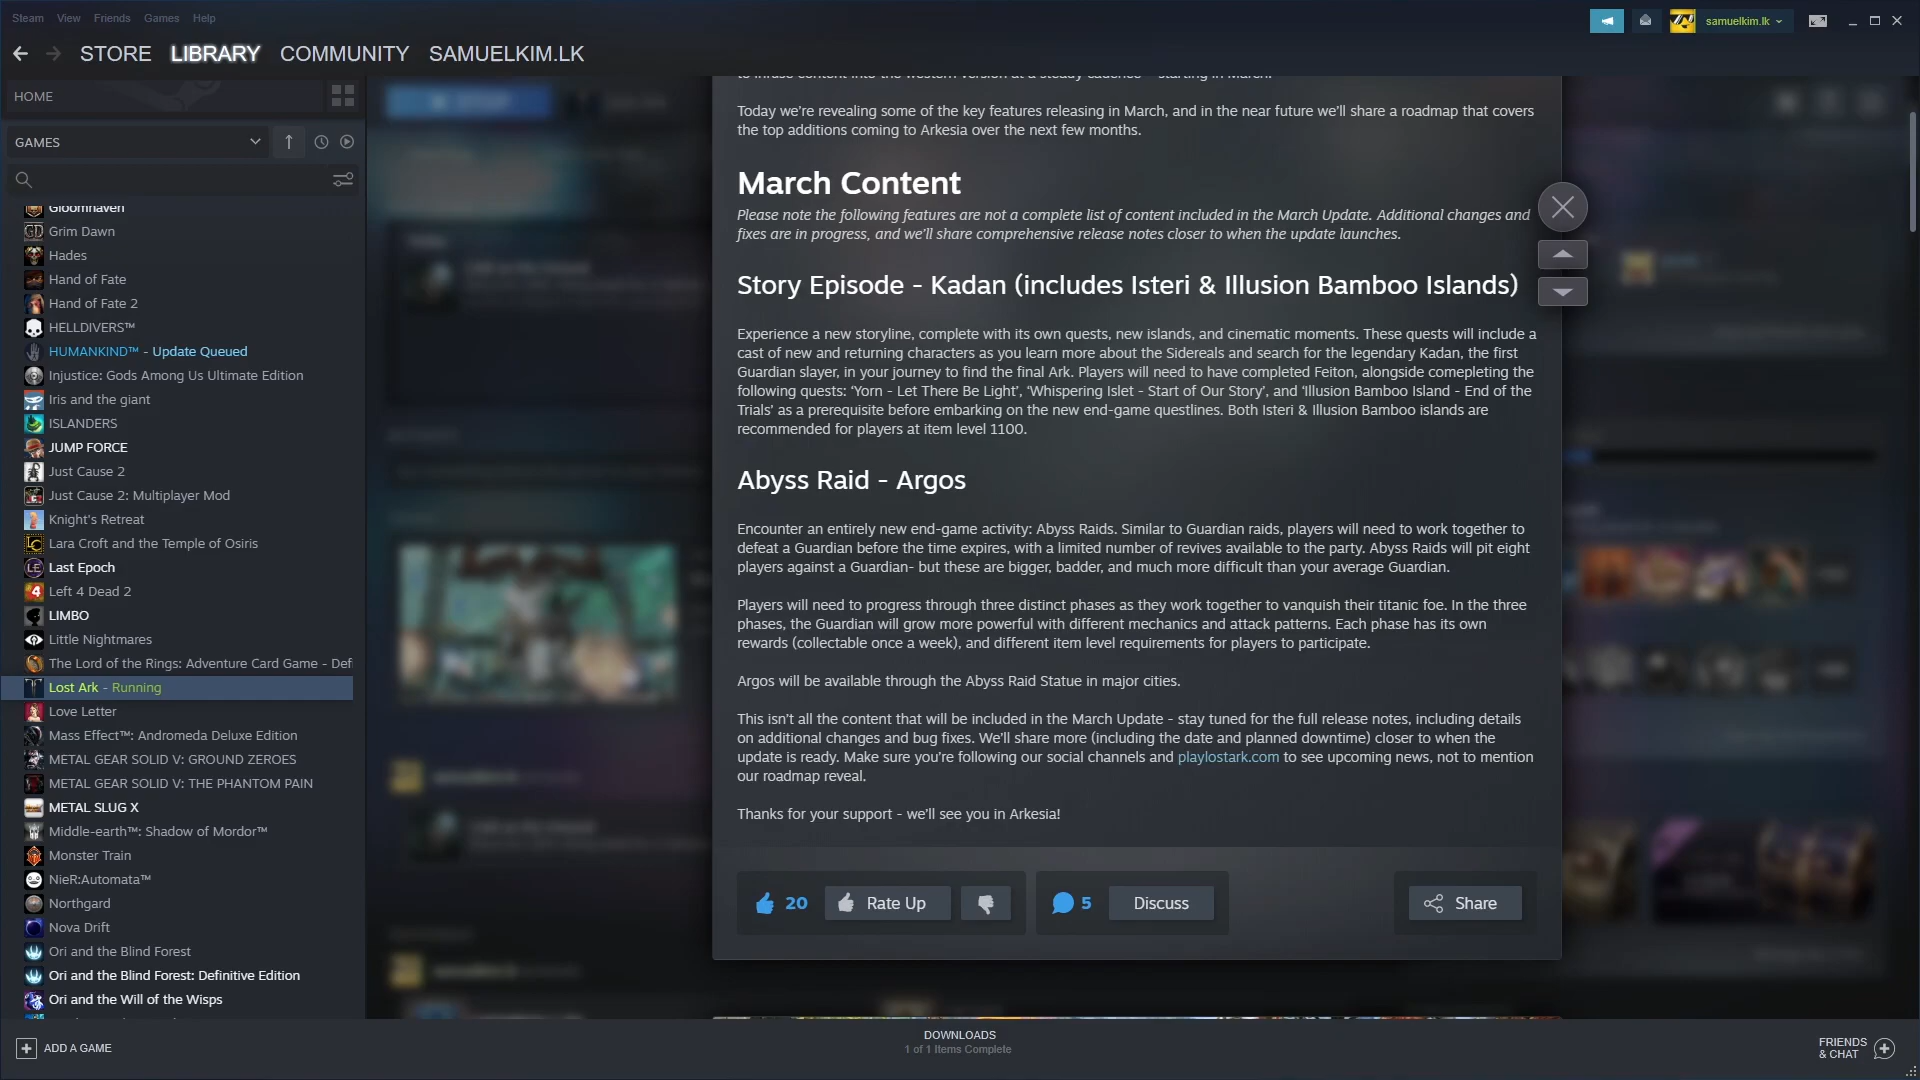 Steam View Friends Games Help
samuelkim.lk
STORE LIBRARY COMMUNITY SAMUELKIM.LK
HOME
GAMES
Gloomhaven
Grim Dawn
Hades
Hand of Fate
Hand of Fate 2
HELLDIVERS™
HUMANKIND™ - Update Queued
Injustice: Gods Among Us Ultimate Edition
Iris and the giant
ISLANDERS
JUMP FORCE
Just Cause 2
Just Cause 2: Multiplayer Mod
Knight's Retreat
Lara Croft and the Temple of Osiris
Last Epoch
Left 4 Dead 2
LIMBO
Little Nightmares
The Lord of the Rings: Adventure Card Game - Defi
Lost Ark - Running
Love Letter
Mass Effect™: Andromeda Deluxe Edition
METAL GEAR SOLID V: GROUND ZEROES
METAL GEAR SOLID V: THE PHANTOM PAIN
METAL SLUG X
Middle-earth™: Shadow of Mordor™
Monster Train
NieR:Automata™
Northgard
Nova Drift
Ori and the Blind Forest
Ori and the Blind Forest: Definitive Edition
Ori and the Will of the Wisps
to infuse content into the western version at a steady cadence - starting in March.
Today we’re revealing some of the key features releasing in March, and in the near future we’ll share a roadmap that covers
the top additions coming to Arkesia over the next few months.
March Content
Please note the following features are not a complete list of content included in the March Update. Additional changes and
fixes are in progress, and we’ll share comprehensive release notes closer to when the update launches.
Story Episode - Kadan (includes Isteri & Illusion Bamboo Islands)
Experience a new storyline, complete with its own quests, new islands, and cinematic moments. These quests will include a
cast of new and returning characters as you learn more about the Sidereals and search for the legendary Kadan, the first
Guardian slayer, in your journey to find the final Ark. Players will need to have completed Feiton, alongside comepleting the
following quests: ‘Yorn - Let There Be Light’, ‘Whispering Islet - Start of Our Story’, and ‘Illusion Bamboo Island - End of the
Trials’ as a prerequisite before embarking on the new end-game questlines. Both Isteri & Illusion Bamboo islands are
recommended for players at item level 1100.
Abyss Raid - Argos
Encounter an entirely new end-game activity: Abyss Raids. Similar to Guardian raids, players will need to work together to
defeat a Guardian before the time expires, with a limited number of revives available to the party. Abyss Raids will pit eight
players against a Guardian- but these are bigger, badder, and much more difficult than your average Guardian.
Players will need to progress through three distinct phases as they work together to vanquish their titanic foe. In the three
phases, the Guardian will grow more powerful with different mechanics and attack patterns. Each phase has its own
rewards (collectable once a week), and different item level requirements for players to participate.
Argos will be available through the Abyss Raid Statue in major cities.
This isn’t all the content that will be included in the March Update - stay tuned for the full release notes, including details
on additional changes and bug fixes. We’ll share more (including the date and planned downtime) closer to when the
update is ready. Make sure you’re following our social channels and playlostark.com to see upcoming news, not to mention
our roadmap reveal.
Thanks for your support - we’ll see you in Arkesia!
20 Rate Up 5 Discuss Share
ADD A GAME
DOWNLOADS
1 of 1 Items Complete
FRIENDS
& CHAT